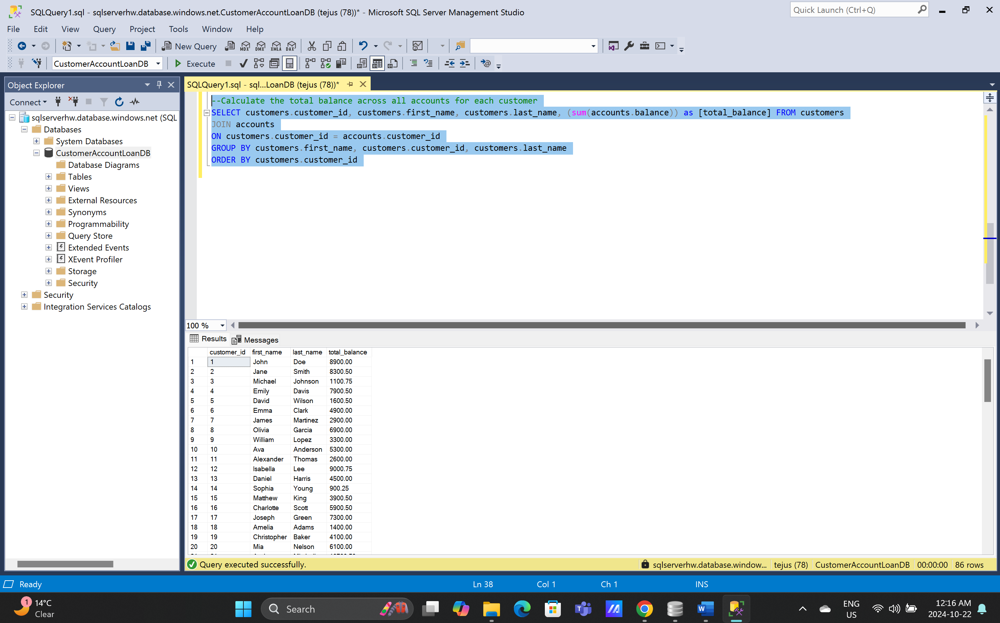 SQLQuery1.sql - sqlserverhw.database.windows.net.CustomerAccountLoanDB (tejus (78))* - Microsoft SQL Server Management Studio
Quick Launch (Ctrl+Q)
File Edit View Query Project Tools Window Help
New Query MDX DMX XMLA DAX
CustomerAccountLoanDB Execute
Object Explorer
Connect
sqlserverhw.database.windows.net (SQL
Databases
System Databases
CustomerAccountLoanDB
Database Diagrams
Tables
Views
External Resources
Synonyms
Programmability
Query Store
Extended Events
XEvent Profiler
Storage
Security
Security
Integration Services Catalogs
SQLQuery1.sql - sql...LoanDB (tejus (78))*
--Calculate the total balance across all accounts for each customer
SELECT customers.customer_id, customers.first_name, customers.last_name, (sum(accounts.balance)) as [total_balance] FROM customers
JOIN accounts
ON customers.customer_id = accounts.customer_id
GROUP BY customers.first_name, customers.customer_id, customers.last_name
ORDER BY customers.customer_id
100 %
Results Messages
customer_id first_name last_name total_balance
1 1 John Doe 8900.00
2 2 Jane Smith 8300.50
3 3 Michael Johnson 1100.75
4 4 Emily Davis 7900.50
5 5 David Wilson 1600.50
6 6 Emma Clark 4900.00
7 7 James Martinez 2900.00
8 8 Olivia Garcia 6900.00
9 9 William Lopez 3300.00
10 10 Ava Anderson 5300.00
11 11 Alexander Thomas 2600.00
12 12 Isabella Lee 9000.75
13 13 Daniel Harris 4500.00
14 14 Sophia Young 900.25
15 15 Matthew King 3900.50
16 16 Charlotte Scott 5900.50
17 17 Joseph Green 7300.00
18 18 Amelia Adams 1400.00
19 19 Christopher Baker 4100.00
20 20 Mia Nelson 6100.00
Query executed successfully.
sqlserverhw.database.window... tejus (78) CustomerAccountLoanDB 00:00:00 86 rows
Ready Ln 38 Col 1 Ch 1 INS
1 14°C
Clear
Search
ENG
US
12:16 AM
2024-10-22